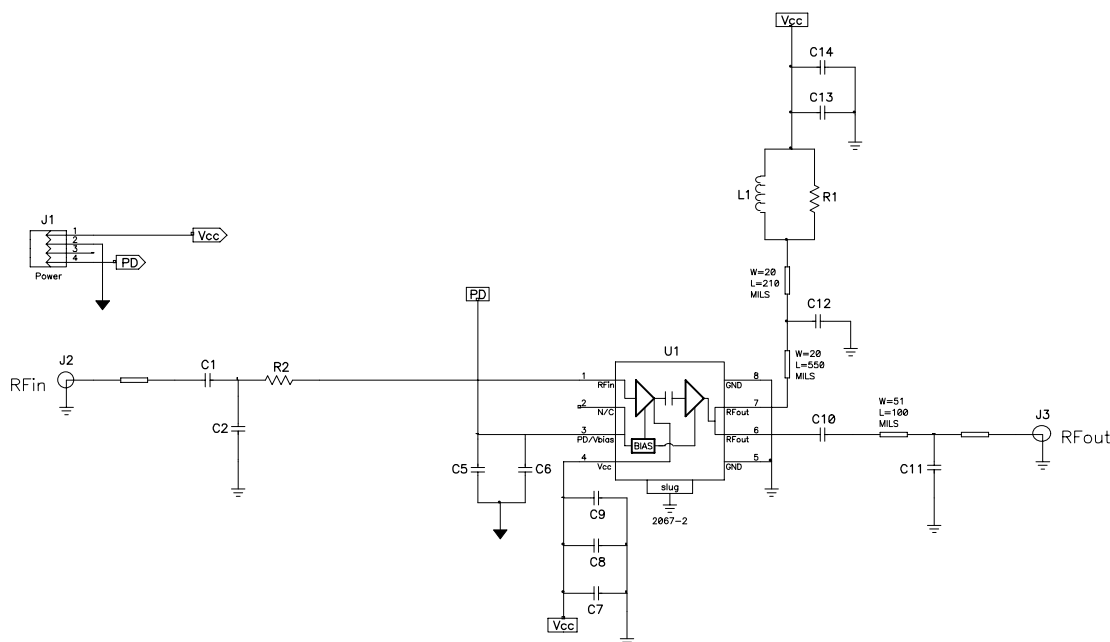 Vcc
C14
C13
L1
R1
J1
1
2
3
4
Vcc
PD
Power
W=20
L=210
MILS
C12
PD
U1
W=20
L=550
MILS
RFin
J2
C1
R2
C2
1
RFin
2
N/C
3
PD/Vbias
4
Vcc
BIAS
8
GND
7
RFout
6
RFout
5
GND
slug
2067-2
C10
W=51
L=100
MILS
C11
J3
RFout
C5
C6
C9
C8
C7
Vcc